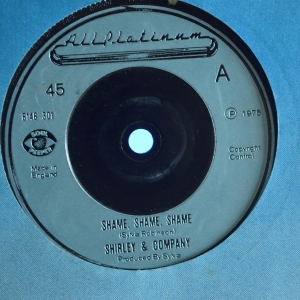 All Platinum
45
A
6146 301
℗ 1975
SOUL
Made in
England
Copyright
Control
SHAME, SHAME, SHAME
(Sylvia Robinson)
SHIRLEY & COMPANY
Produced By Sylvia